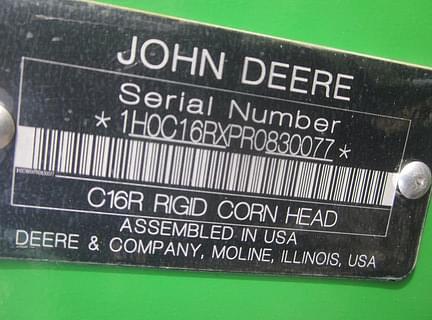 JOHN DEERE
Serial Number
*1H0C16RXPR0830077*
C16R RIGID CORN HEAD
ASSEMBLED IN USA
DEERE & COMPANY, MOLINE, ILLINOIS, USA